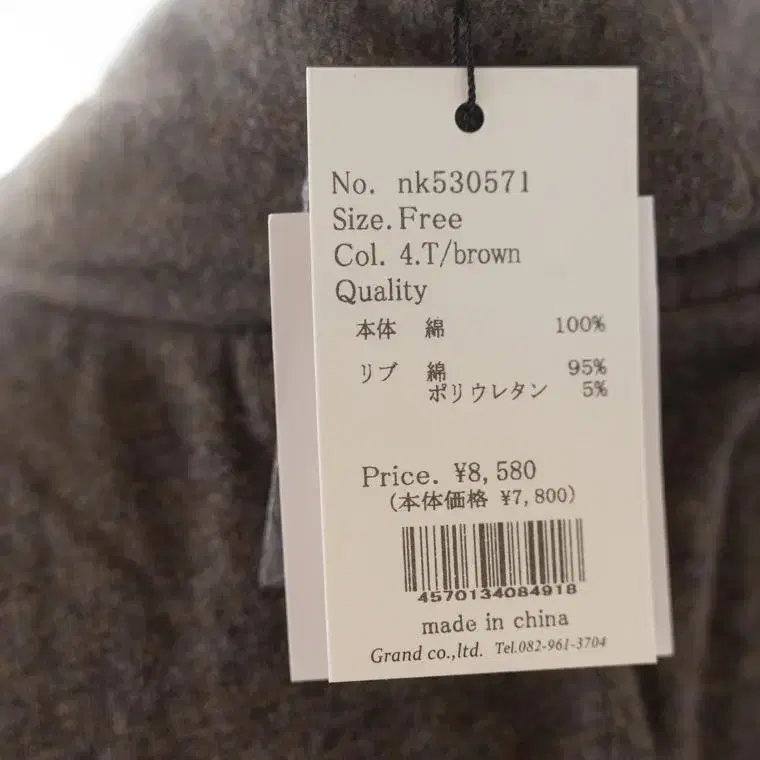 No. nk530571
Size. Free
Col. 4.T/brown
Quality
本体 綿 100%
リブ 綿 95%
ポリウレタン 5%
Price. ¥8,580
(本体価格 ¥7,800)
4570134084918
made in china
Grand co.,ltd. Tel.082-961-3704